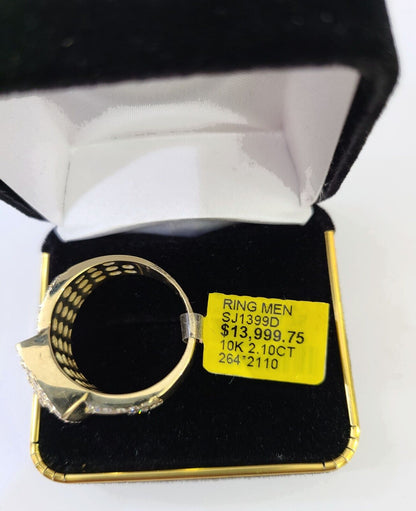 RING MEN
SJ1399D
$13,999.75
10K 2.10CT
264*2110